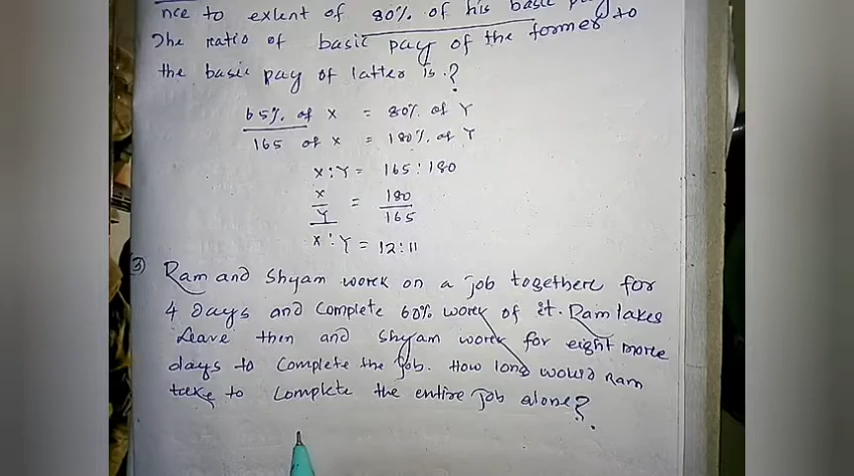 nce to extent of 80% of his basic pay
The ratio of basic pay of the former to
the basic pay of latter is.?
65% of X = 80% of Y
165 of X = 180% of Y
X:Y = 165:180
X/Y = 180/165
X:Y = 12:11
③ Ram and Shyam work on a job together for
4 days and complete 60% work of it. Ram takes
Leave then and Shyam work for eight more
days to complete the job. How long would Ram
take to complete the entire job alone?